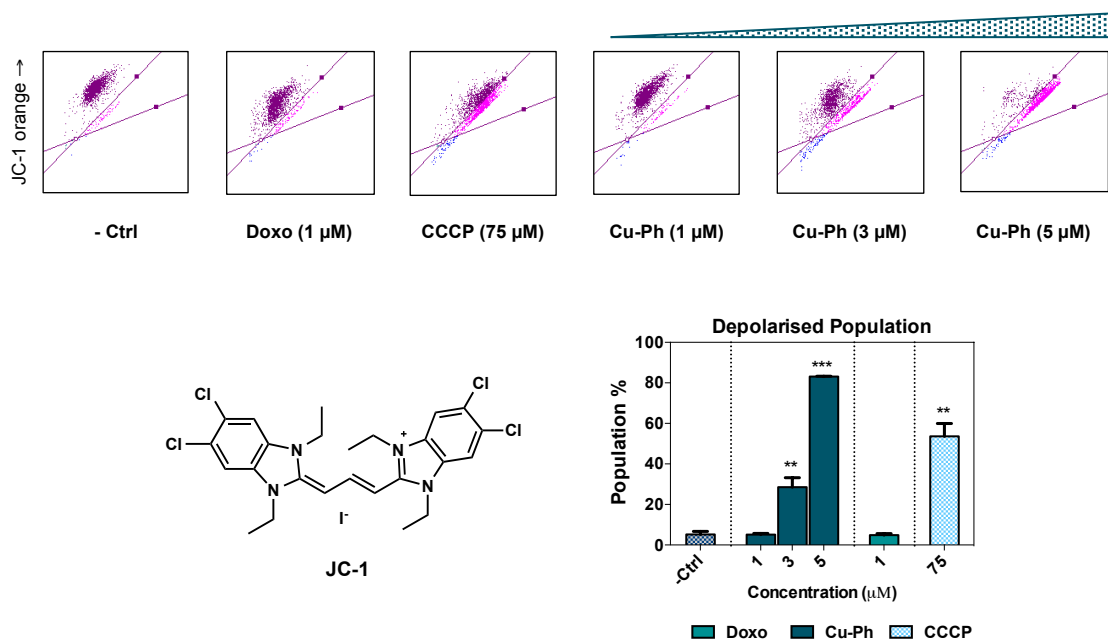 JC-1 orange →
- Ctrl
Doxo (1 µM)
CCCP (75 µM)
Cu-Ph (1 µM)
Cu-Ph (3 µM)
Cu-Ph (5 µM)
Cl
Cl
N
N
N
+
N
Cl
Cl
I-
JC-1
Depolarised Population
Population %
100
80
60
40
20
0
**
***
**
-Ctrl
1
3
5
1
75
Concentration (µM)
Doxo
Cu-Ph
CCCP